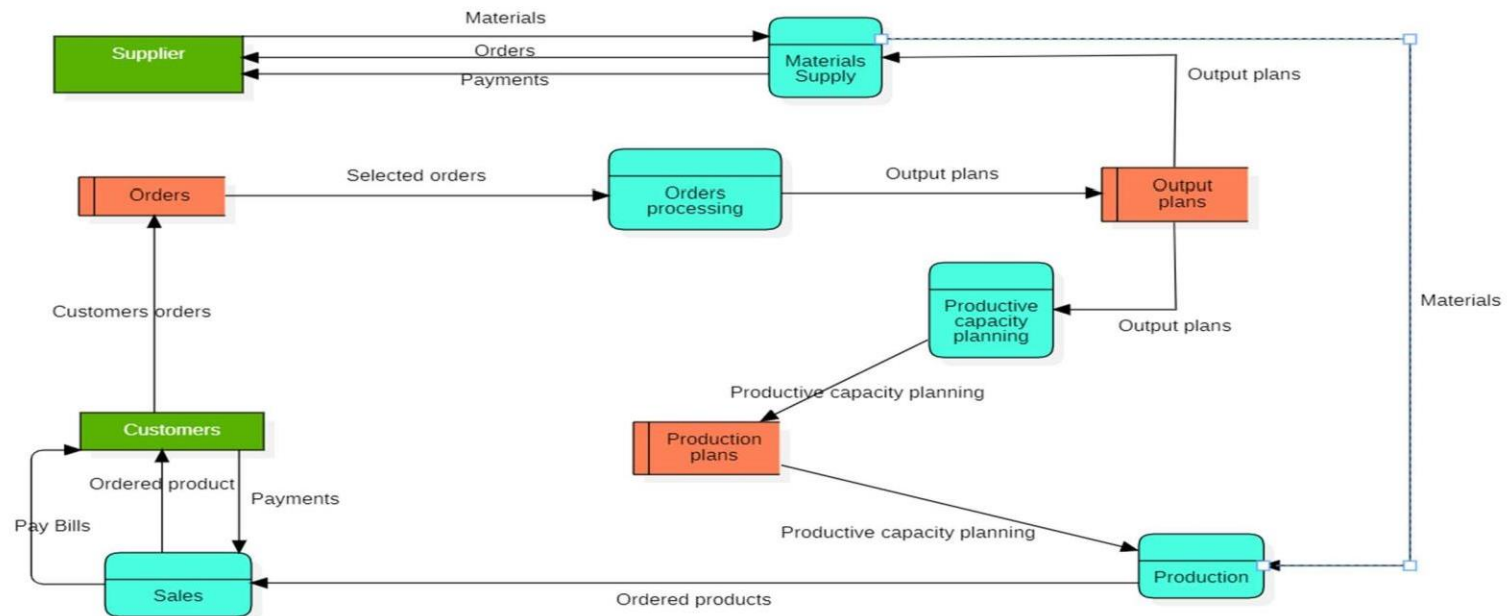 Materials
Supplier
Orders
Materials
Supply
Payments
Output plans
Selected orders
Orders
Orders
processing
Output plans
Output
plans
Customers orders
Productive
capacity
planning
Output plans
Materials
Productive capacity planning
Customers
Production
plans
Ordered product
Payments
Pay Bills
Productive capacity planning
Production
Sales
Ordered products